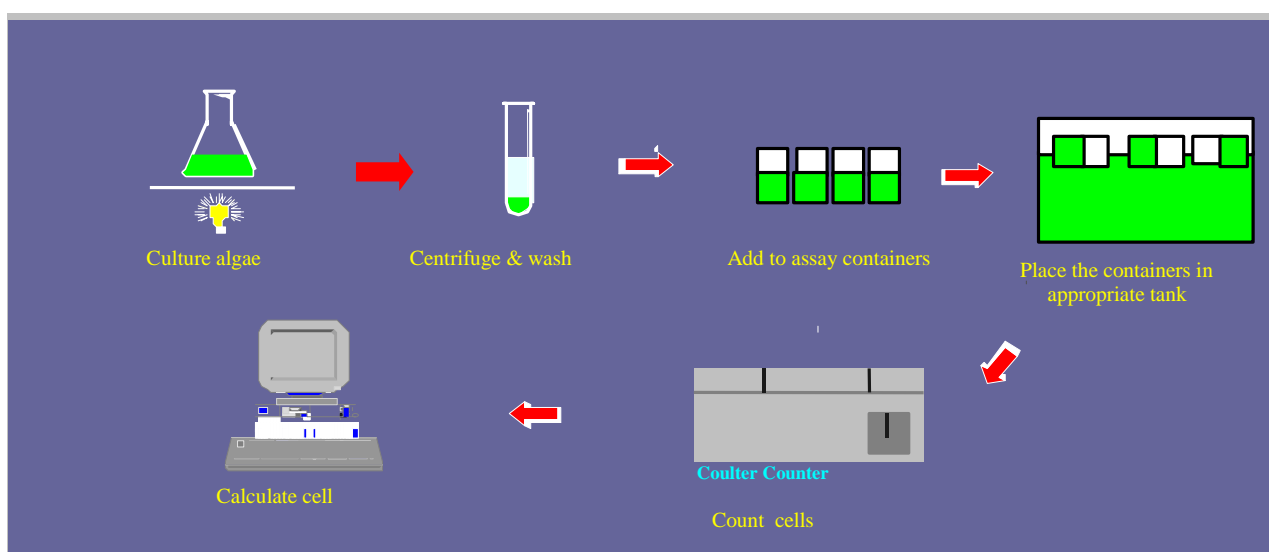 Culture algae
Centrifuge & wash
Add to assay containers
Place the containers in
appropriate tank
Coulter Counter
Count cells
Calculate cell